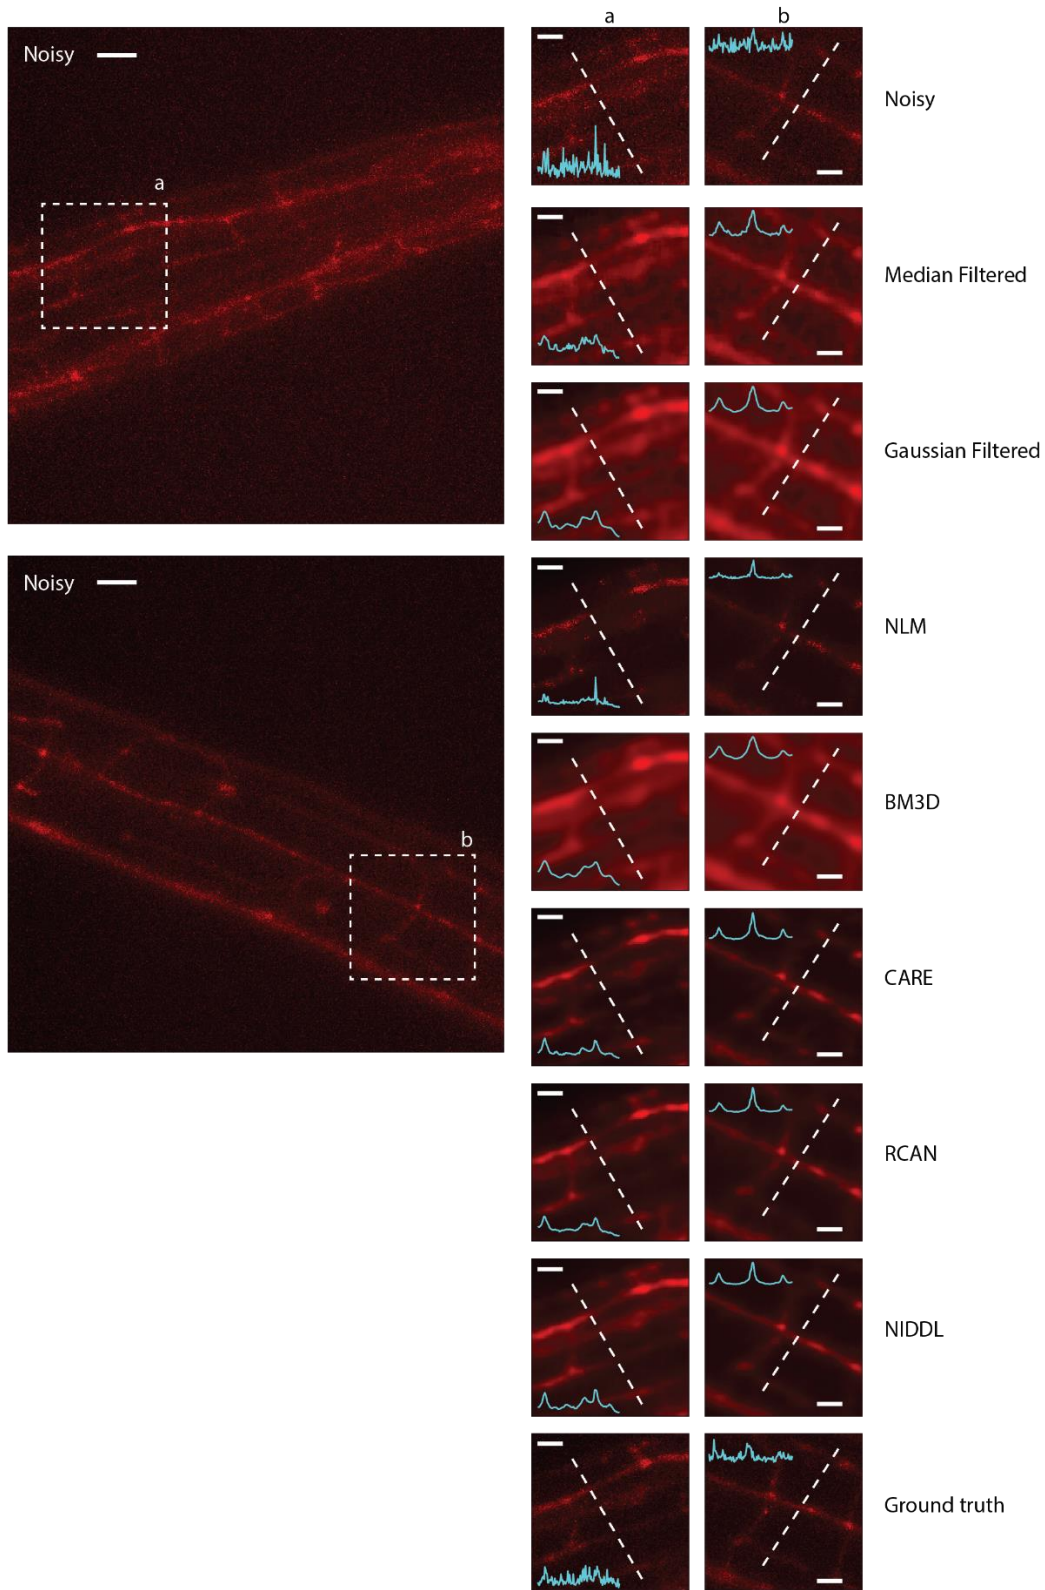 a b
Noisy
a
Noisy
Median Filtered
Gaussian Filtered
Noisy
NLM
BM3D
b
CARE
RCAN
NIDDL
Ground truth